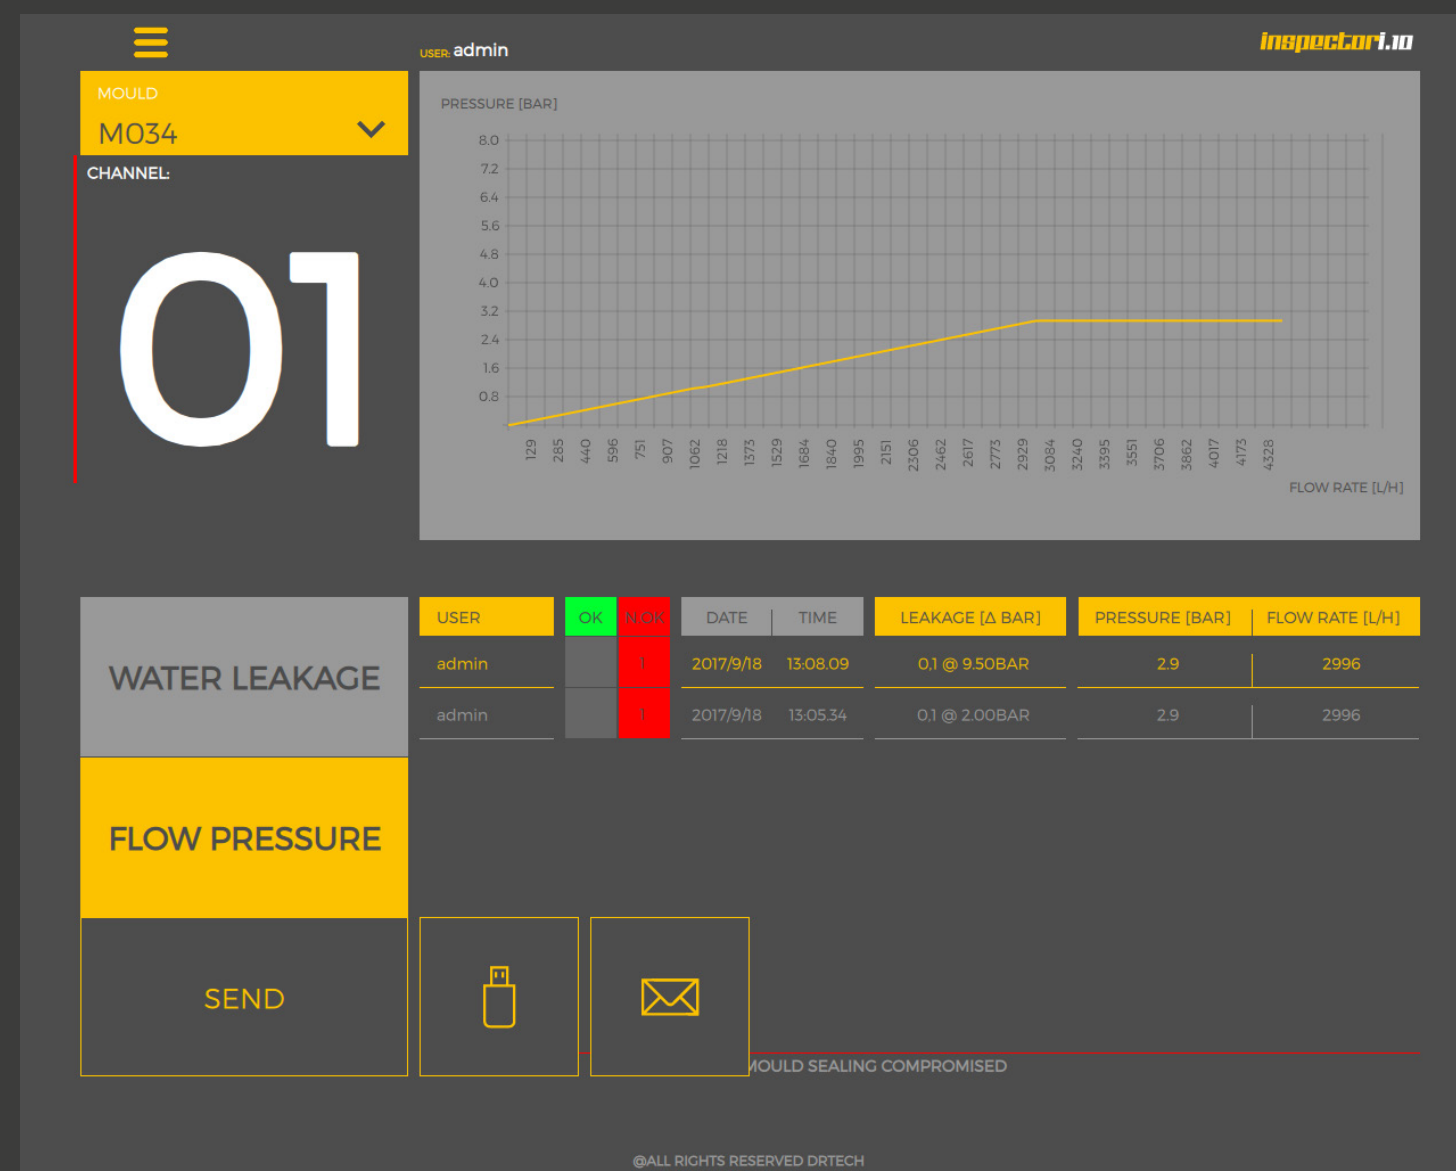 USER: admin
inspectori.10
MOULD
M034
CHANNEL:
01
PRESSURE [BAR]
8.0
7.2
6.4
5.6
4.8
4.0
3.2
2.4
1.6
0.8
129 285 440 596 751 907 1062 1218 1373 1529 1684 1840 1995 2151 2306 2462 2617 2773 2929 3084 3240 3395 3551 3706 3862 4017 4173 4328
FLOW RATE [L/H]
WATER LEAKAGE
FLOW PRESSURE
SEND
USER OK N.OK DATE TIME LEAKAGE [Δ BAR] PRESSURE [BAR] FLOW RATE [L/H]
admin 1 2017/9/18 13:08.09 0,1 @ 9.50BAR 2.9 2996
admin 1 2017/9/18 13:05.34 0,1 @ 2.00BAR 2.9 2996
MOULD SEALING COMPROMISED
@ALL RIGHTS RESERVED DRTECH